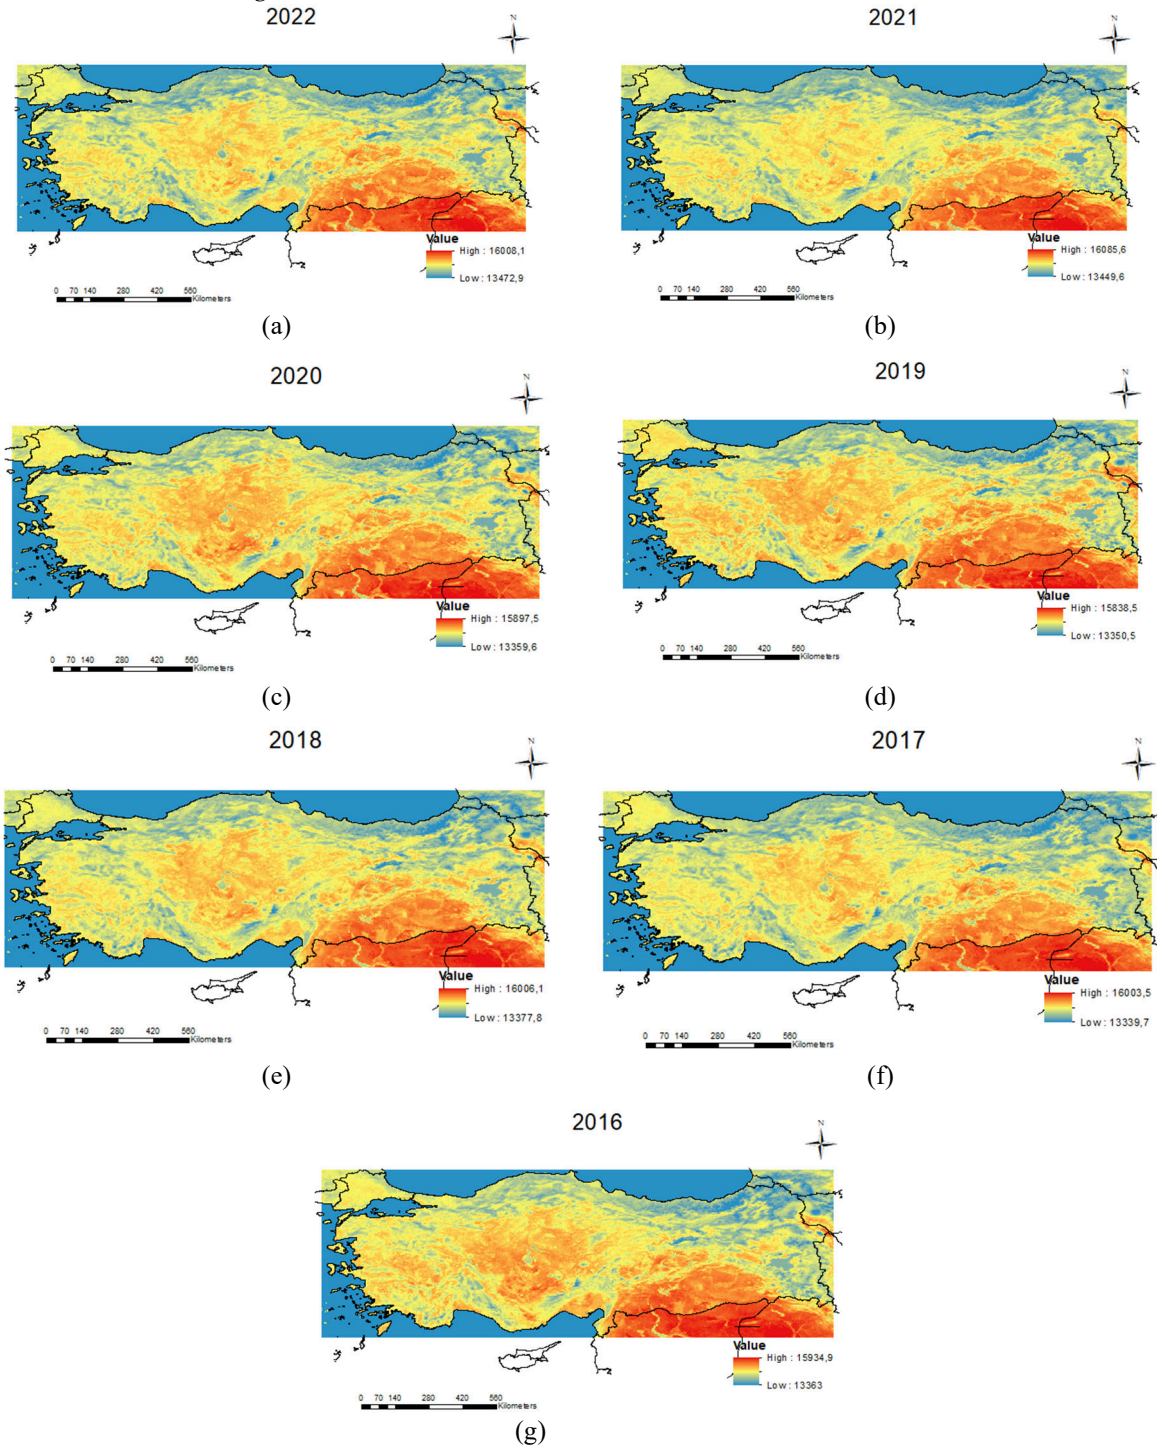 2022
N
Value
High : 16008,1
Low : 13472,9
0 70 140 280 420 560
Kilometers
(a)
2021
N
Value
High : 16085,6
Low : 13449,6
0 70 140 280 420 560
Kilometers
(b)
2020
N
Value
High : 15897,5
Low : 13359,6
0 70 140 280 420 560
Kilometers
(c)
2019
N
Value
High : 15838,5
Low : 13350,5
0 70 140 280 420 560
Kilometers
(d)
2018
N
Value
High : 16006,1
Low : 13377,8
0 70 140 280 420 560
Kilometers
(e)
2017
N
Value
High : 16003,5
Low : 13339,7
0 70 140 280 420 560
Kilometers
(f)
2016
N
Value
High : 15934,9
Low : 13363
0 70 140 280 420 560
Kilometers
(g)